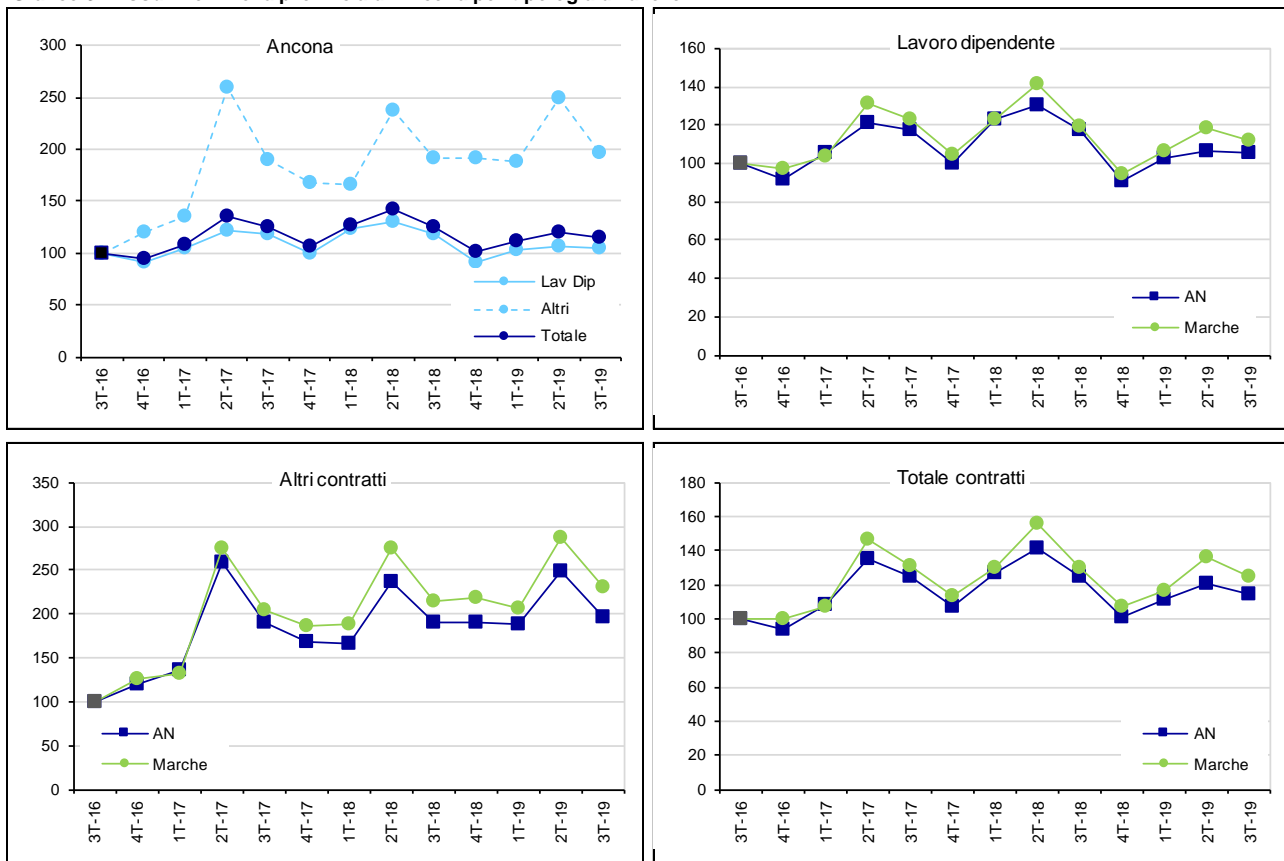 Ancona
300
250
200
150
100
50
0
Lav Dip
Altri
Totale
3T-16
4T-16
1T-17
2T-17
3T-17
4T-17
1T-18
2T-18
3T-18
4T-18
1T-19
2T-19
3T-19
Lavoro dipendente
160
140
120
100
80
60
40
20
0
AN
Marche
3T-16
4T-16
1T-17
2T-17
3T-17
4T-17
1T-18
2T-18
3T-18
4T-18
1T-19
2T-19
3T-19
Altri contratti
350
300
250
200
150
100
50
0
AN
Marche
3T-16
4T-16
1T-17
2T-17
3T-17
4T-17
1T-18
2T-18
3T-18
4T-18
1T-19
2T-19
3T-19
Totale contratti
180
160
140
120
100
80
60
40
20
0
AN
Marche
3T-16
4T-16
1T-17
2T-17
3T-17
4T-17
1T-18
2T-18
3T-18
4T-18
1T-19
2T-19
3T-19